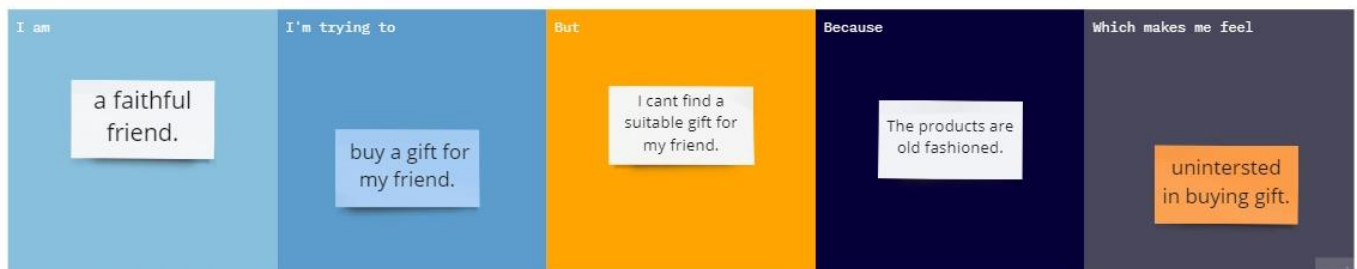 I am
a faithful
friend.
I'm trying to
buy a gift for
my friend.
But
I cant find a
suitable gift for
my friend.
Because
The products are
old fashioned.
Which makes me feel
unintersted
in buying gift.